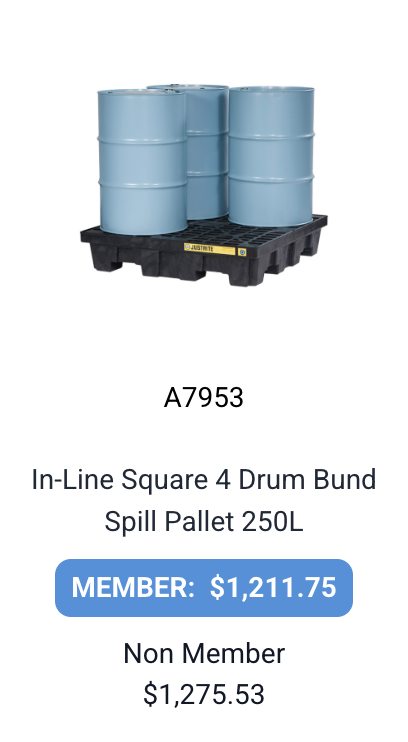 JUSTRITE
A7953
In-Line Square 4 Drum Bund
Spill Pallet 250L
MEMBER: $1,211.75
Non Member
$1,275.53